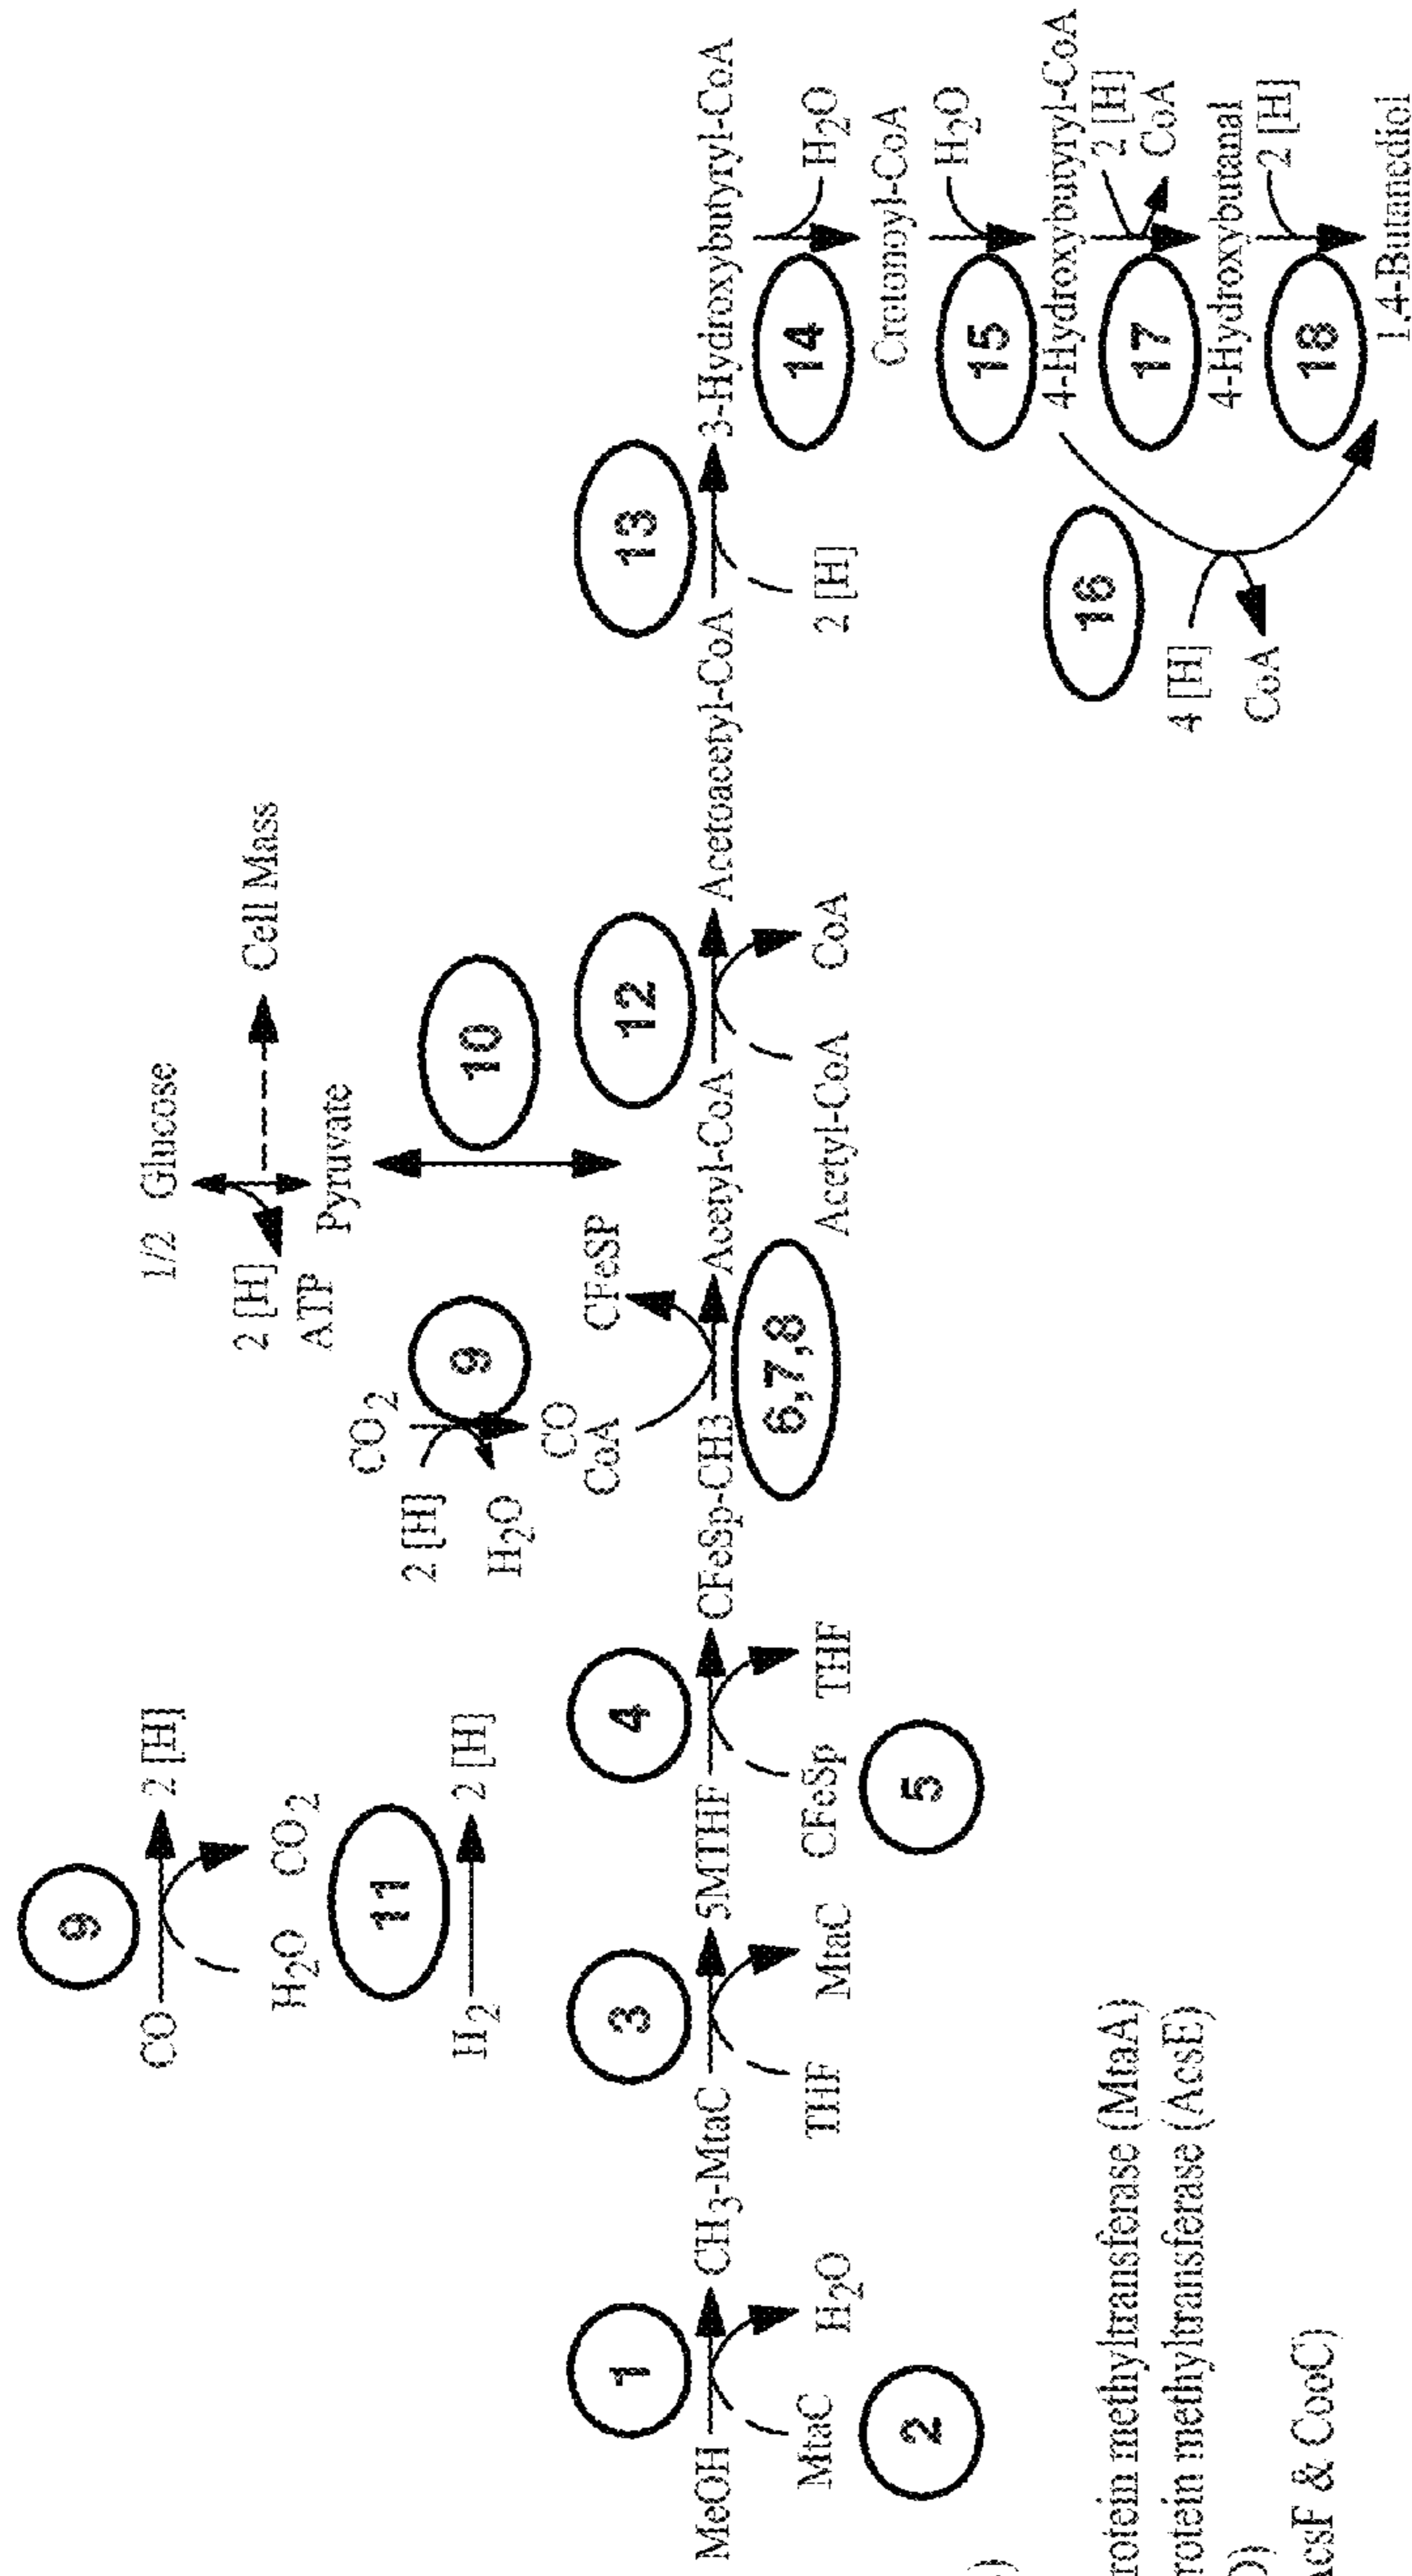 9
CO
2 [H]
H2O
CO2
11
H2
2 [H]
1/2 Glucose
2 [H]
ATP
Cell Mass
Pyruvate
CO2
9
2 [H]
H2O
CO
CoA
CFeSP
10
1
3
4
12
13
MeOH
CH3-MtaC
5MTHF
CFeSp-CH3
Acetyl-CoA
Acetoacetyl-CoA
3-Hydroxybutyryl-CoA
MtaC
H2O
THF
MtaC
CFeSp
THF
6,7,8
Acetyl-CoA
CoA
2 [H]
2
5
14
H2O
Crotonoyl-CoA
15
H2O
4-Hydroxybutyryl-CoA
16
17
2 [H]
CoA
4 [H]
CoA
4-Hydroxybutanal
18
2 [H]
1,4-Butanediol
)
rotein methyltransferase (MtaA)
rotein methyltransferase (AcsE)
)
AcsF & CooC)